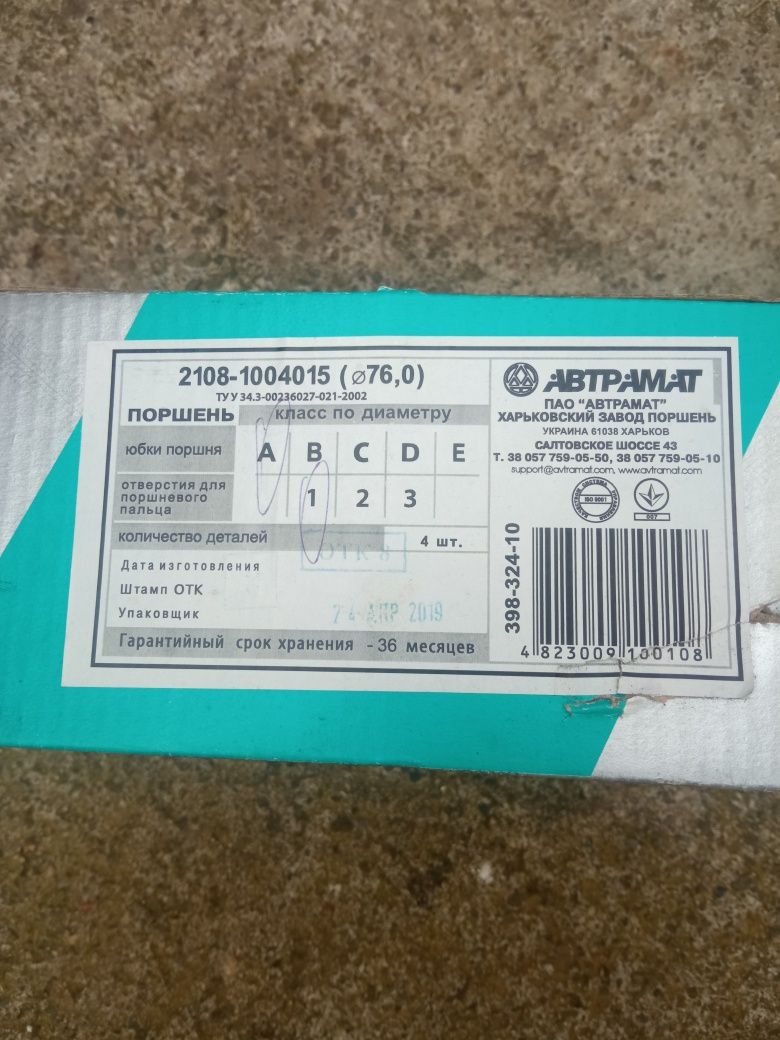 2108-1004015 (⌀76,0)
ТУ У 34.3-00236027-021-2002
ПОРШЕНЬ класс по диаметру
юбки поршня A B C D E
отверстия для
поршневого
пальца
1 2 3
количество деталей 4 шт.
ОТК 8
Дата изготовления
Штамп ОТК
Упаковщик 24 АПР 2019
Гарантийный срок хранения - 36 месяцев
АВТРАМАТ
ПАО "АВТРАМАТ"
ХАРЬКОВСКИЙ ЗАВОД ПОРШЕНЬ
УКРАИНА 61038 ХАРЬКОВ
САЛТОВСКОЕ ШОССЕ 43
Т. 38 057 759-05-50, 38 057 759-05-10
support@avtramat.com, www.avtramat.com
ISO 9001
007
398-324-10
4 823009 100108